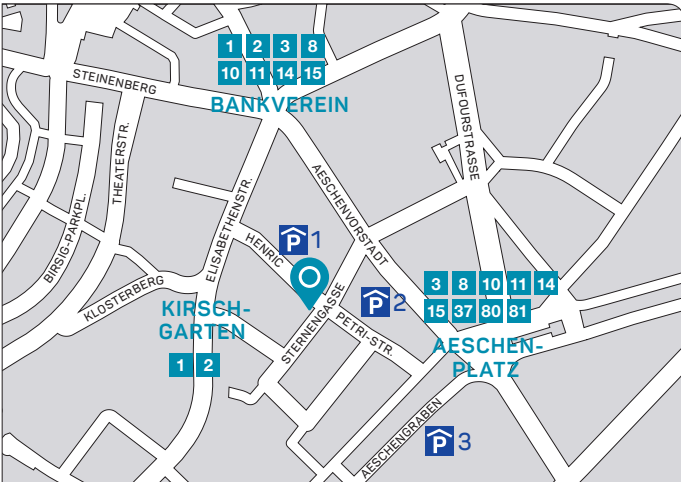 1 2 3 8
10 11 14 15
BANKVEREIN
STEINENBERG
THEATERSTR.
BIRSIG-PARKPL.
KLOSTERBERG
ELISABETHENSTR.
AESCHENVORSTADT
DUFOURSTRASSE
P 1
HENRIC
PETRI-STR.
STERNENGASSE
P 2
KIRSCH-
GARTEN
1 2
3 8 10 11 14
15 37 80 81
AESCHEN-
PLATZ
AESCHENGRABEN
P 3